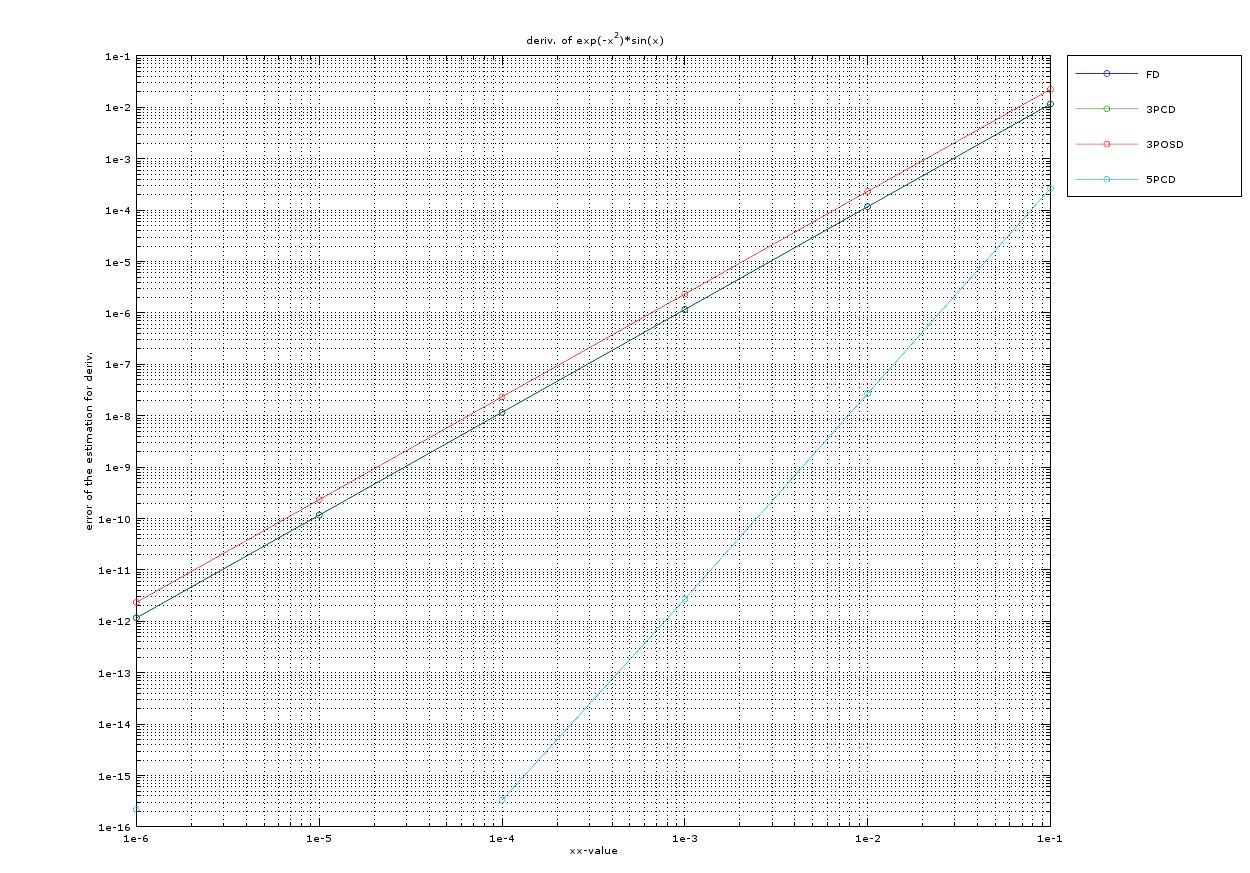 deriv. of exp(-x²)*sin(x)
1e-1
1e-2
1e-3
1e-4
1e-5
1e-6
1e-7
1e-8
1e-9
1e-10
1e-11
1e-12
1e-13
1e-14
1e-15
1e-16
error of the estimation for deriv.
1e-6 1e-5 1e-4 1e-3 1e-2 1e-1
xx-value
FD
3PCD
3POSD
5PCD